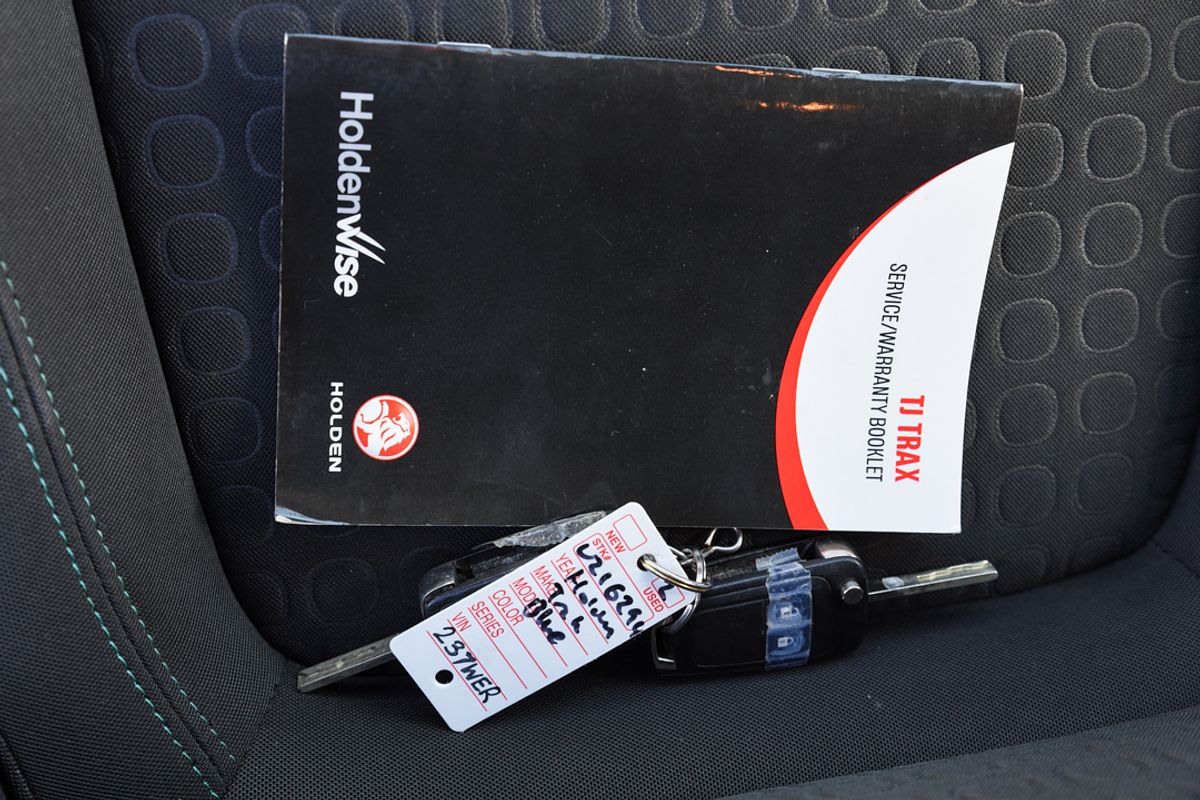 HoldenWise
HOLDEN
TJ TRAX
SERVICE/WARRANTY BOOKLET
NEW
USED
STK#
YEAR
Holden
MAKE
Trax
MODEL
Blue
COLOR
SERIES
VIN
237WER